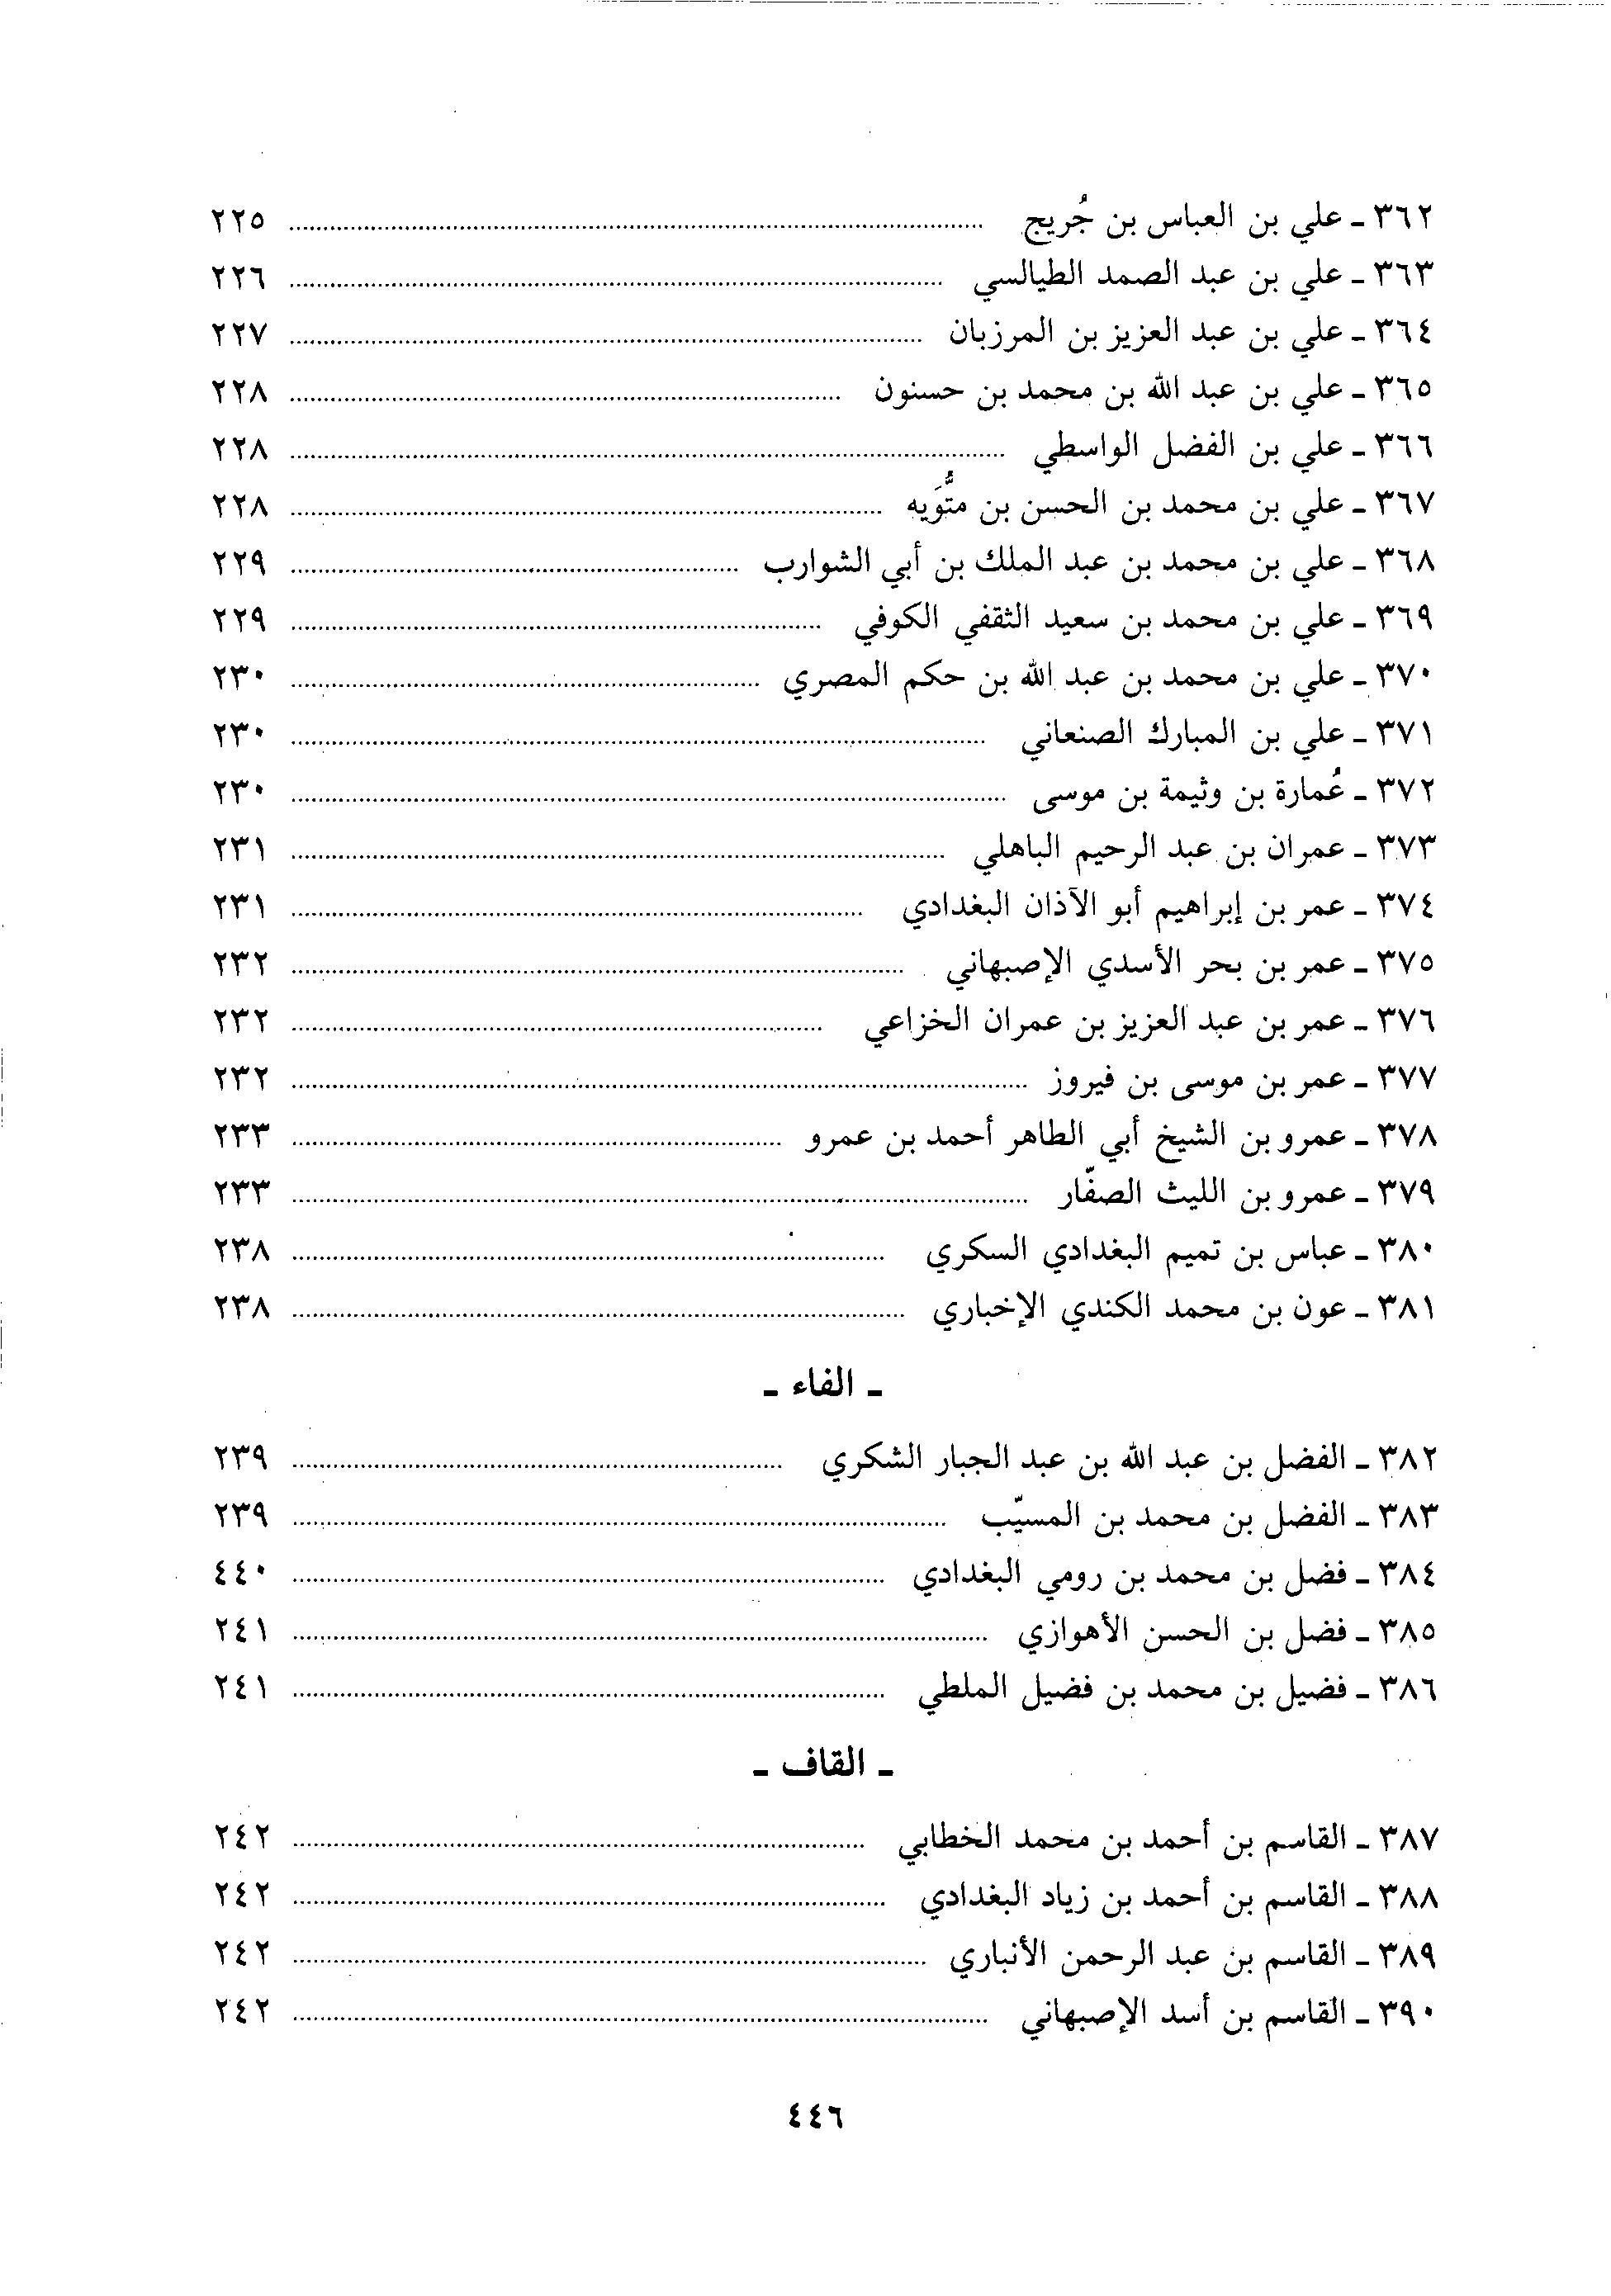 ٣٦٢ ـ علي بن العباس بن جُريج ........ ٢٢٥
٣٦٣ ـ علي بن عبد الصمد الطيالسي ........ ٢٢٦
٣٦٤ ـ علي بن عبد العزيز بن المرزبان ........ ٢٢٧
٣٦٥ ـ علي بن عبد الله بن محمد بن حسنون ........ ٢٢٨
٣٦٦ ـ علي بن الفضل الواسطي ........ ٢٢٨
٣٦٧ ـ علي بن محمد بن الحسن بن متُّوَيه ........ ٢٢٨
٣٦٨ ـ علي بن محمد بن عبد الملك بن أبي الشوارب ........ ٢٢٩
٣٦٩ ـ علي بن محمد بن سعيد الثقفي الكوفي ........ ٢٢٩
٣٧٠ ـ علي بن محمد بن عبد الله بن حكم المصري ........ ٢٣٠
٣٧١ ـ علي بن المبارك الصنعاني ........ ٢٣٠
٣٧٢ ـ عُمارة بن وثيمة بن موسى ........ ٢٣٠
٣٧٣ ـ عمران بن عبد الرحيم الباهلي ........ ٢٣١
٣٧٤ ـ عمر بن إبراهيم أبو الآذان البغدادي ........ ٢٣١
٣٧٥ ـ عمر بن بحر الأسدي الإصبهاني ........ ٢٣٢
٣٧٦ ـ عمر بن عبد العزيز بن عمران الخزاعي ........ ٢٣٢
٣٧٧ ـ عمر بن موسى بن فيروز ........ ٢٣٢
٣٧٨ ـ عمرو بن الشيخ أبي الطاهر أحمد بن عمرو ........ ٢٣٣
٣٧٩ ـ عمرو بن الليث الصفّار ........ ٢٣٣
٣٨٠ ـ عباس بن تميم البغدادي السكري ........ ٢٣٨
٣٨١ ـ عون بن محمد الكندي الإخباري ........ ٢٣٨
ـ الفاء ـ
٣٨٢ ـ الفضل بن عبد الله بن عبد الجبار الشكري ........ ٢٣٩
٣٨٣ ـ الفضل بن محمد بن المسيّب ........ ٢٣٩
٣٨٤ ـ فضل بن محمد بن رومي البغدادي ........ ٤٤٠
٣٨٥ ـ فضل بن الحسن الأهوازي ........ ٢٤١
٣٨٦ ـ فضيل بن محمد بن فضيل الملطي ........ ٢٤١
ـ القاف ـ
٣٨٧ ـ القاسم بن أحمد بن محمد الخطابي ........ ٢٤٢
٣٨٨ ـ القاسم بن أحمد بن زياد البغدادي ........ ٢٤٢
٣٨٩ ـ القاسم بن عبد الرحمن الأنباري ........ ٢٤٢
٣٩٠ ـ القاسم بن أسد الإصبهاني ........ ٢٤٢
٤٤٦